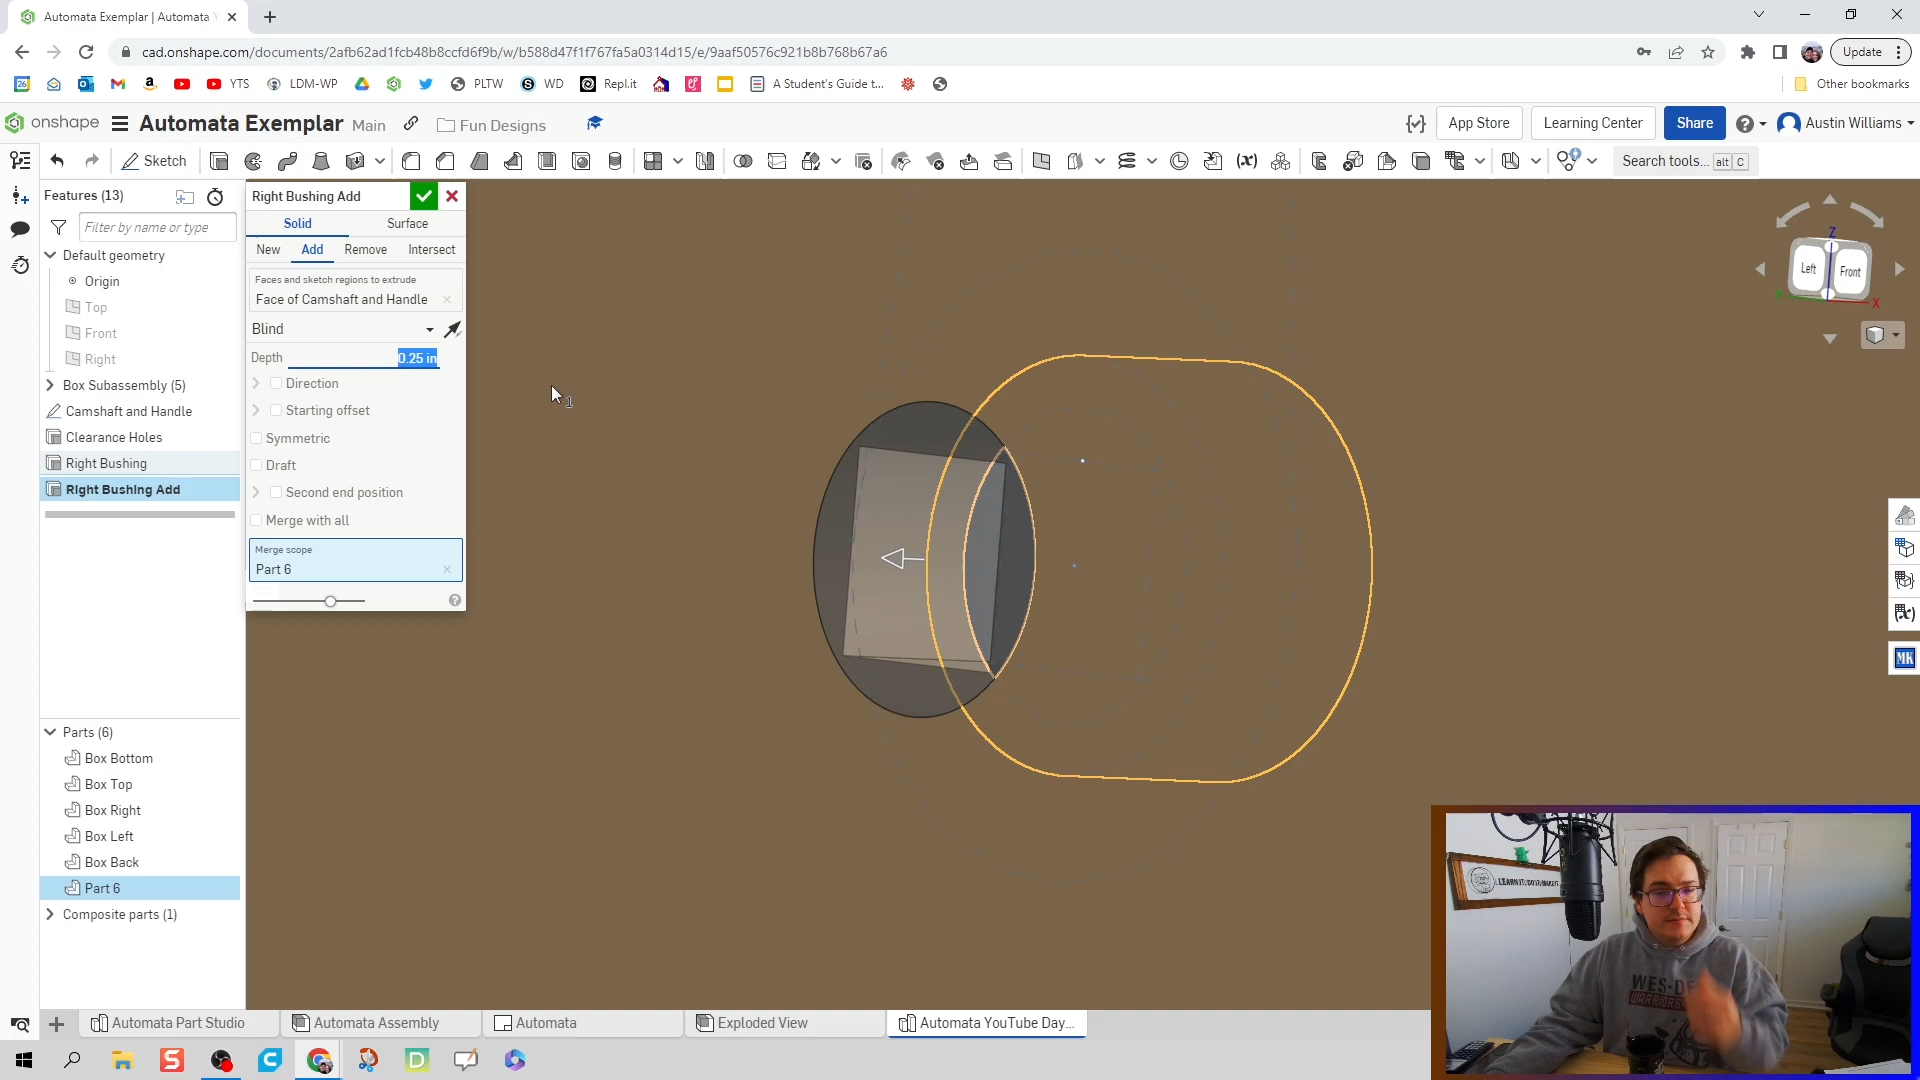 Automata Exemplar | Automata Y
cad.onshape.com/documents/2afb62ad1fcb48b8ccfd6f9b/w/b588d47f1f767fa5a0314d15/e/9aaf50576c921b8b768b67a6
Update
26
YTS
LDM-WP
PLTW
WD
Repl.it
A Student's Guide t...
Other bookmarks
onshape
Automata Exemplar
Main
Fun Designs
App Store
Learning Center
Share
Austin Williams
Sketch
Search tools... alt C
Features (13)
Filter by name or type
Default geometry
Origin
Top
Front
Right
Box Subassembly (5)
Camshaft and Handle
Clearance Holes
Right Bushing
Right Bushing Add
Right Bushing Add
Solid
Surface
New
Add
Remove
Intersect
Faces and sketch regions to extrude
Face of Camshaft and Handle
Blind
Depth
0.25 in
Direction
Starting offset
Symmetric
Draft
Second end position
Merge with all
Merge scope
Part 6
1
Z
Left
Front
X
MK
Parts (6)
Box Bottom
Box Top
Box Right
Box Left
Box Back
Part 6
Composite parts (1)
Automata Part Studio
Automata Assembly
Automata
Exploded View
Automata YouTube Day...
WES-DE
WARRIORS